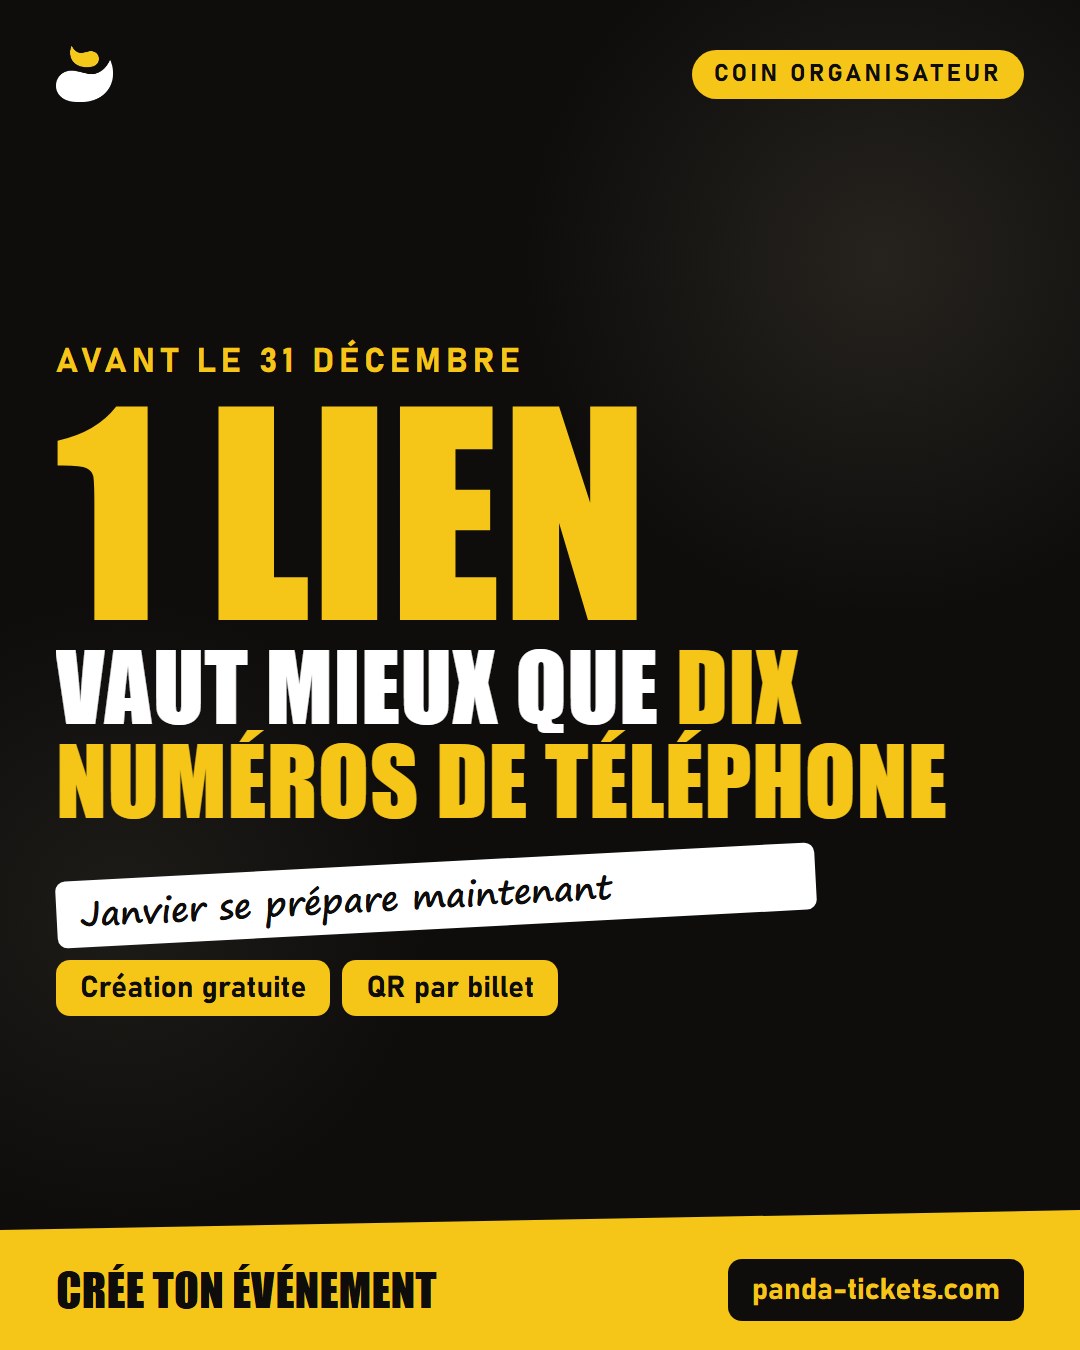 COIN ORGANISATEUR
AVANT LE 31 DÉCEMBRE
1 LIEN
VAUT MIEUX QUE DIX
NUMÉROS DE TÉLÉPHONE
Janvier se prépare maintenant
Création gratuite
QR par billet
CRÉE TON ÉVÉNEMENT
panda-tickets.com